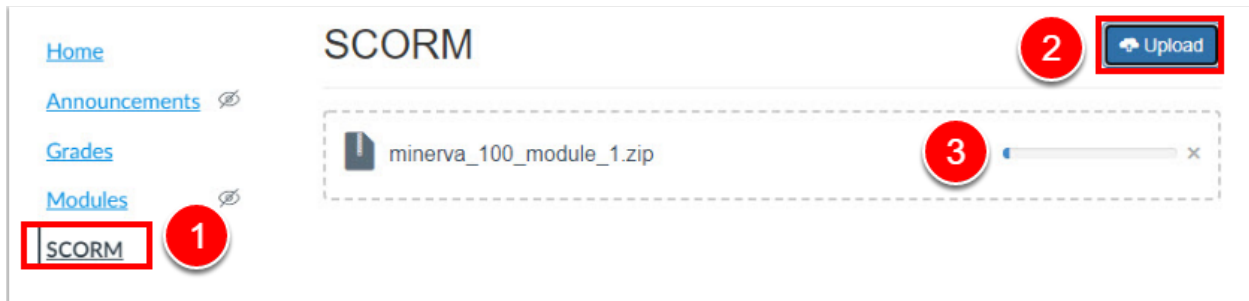 Home
Announcements
Grades
Modules
SCORM
1
SCORM
2
Upload
minerva_100_module_1.zip
3